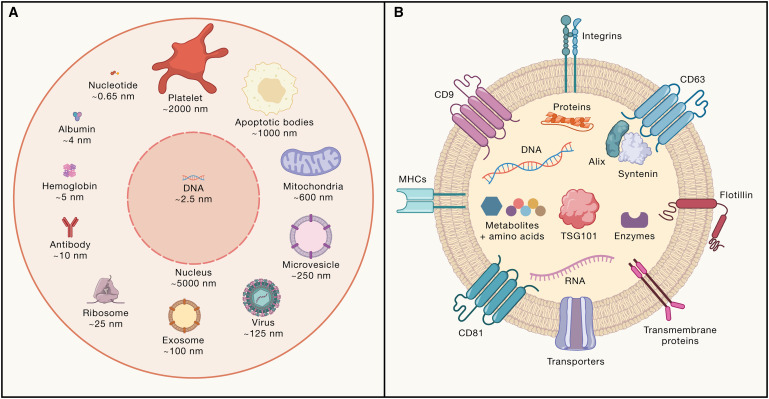 A
Nucleotide
~0.65 nm
Platelet
~2000 nm
Apoptotic bodies
~1000 nm
Albumin
~4 nm
Hemoglobin
~5 nm
DNA
~2.5 nm
Mitochondria
~600 nm
Antibody
~10 nm
Nucleus
~5000 nm
Microvesicle
~250 nm
Ribosome
~25 nm
Exosome
~100 nm
Virus
~125 nm
B
Integrins
CD9
CD63
Proteins
DNA
Alix
Syntenin
MHCs
Flotillin
Metabolites
+ amino acids
TSG101
Enzymes
RNA
CD81
Transporters
Transmembrane
proteins